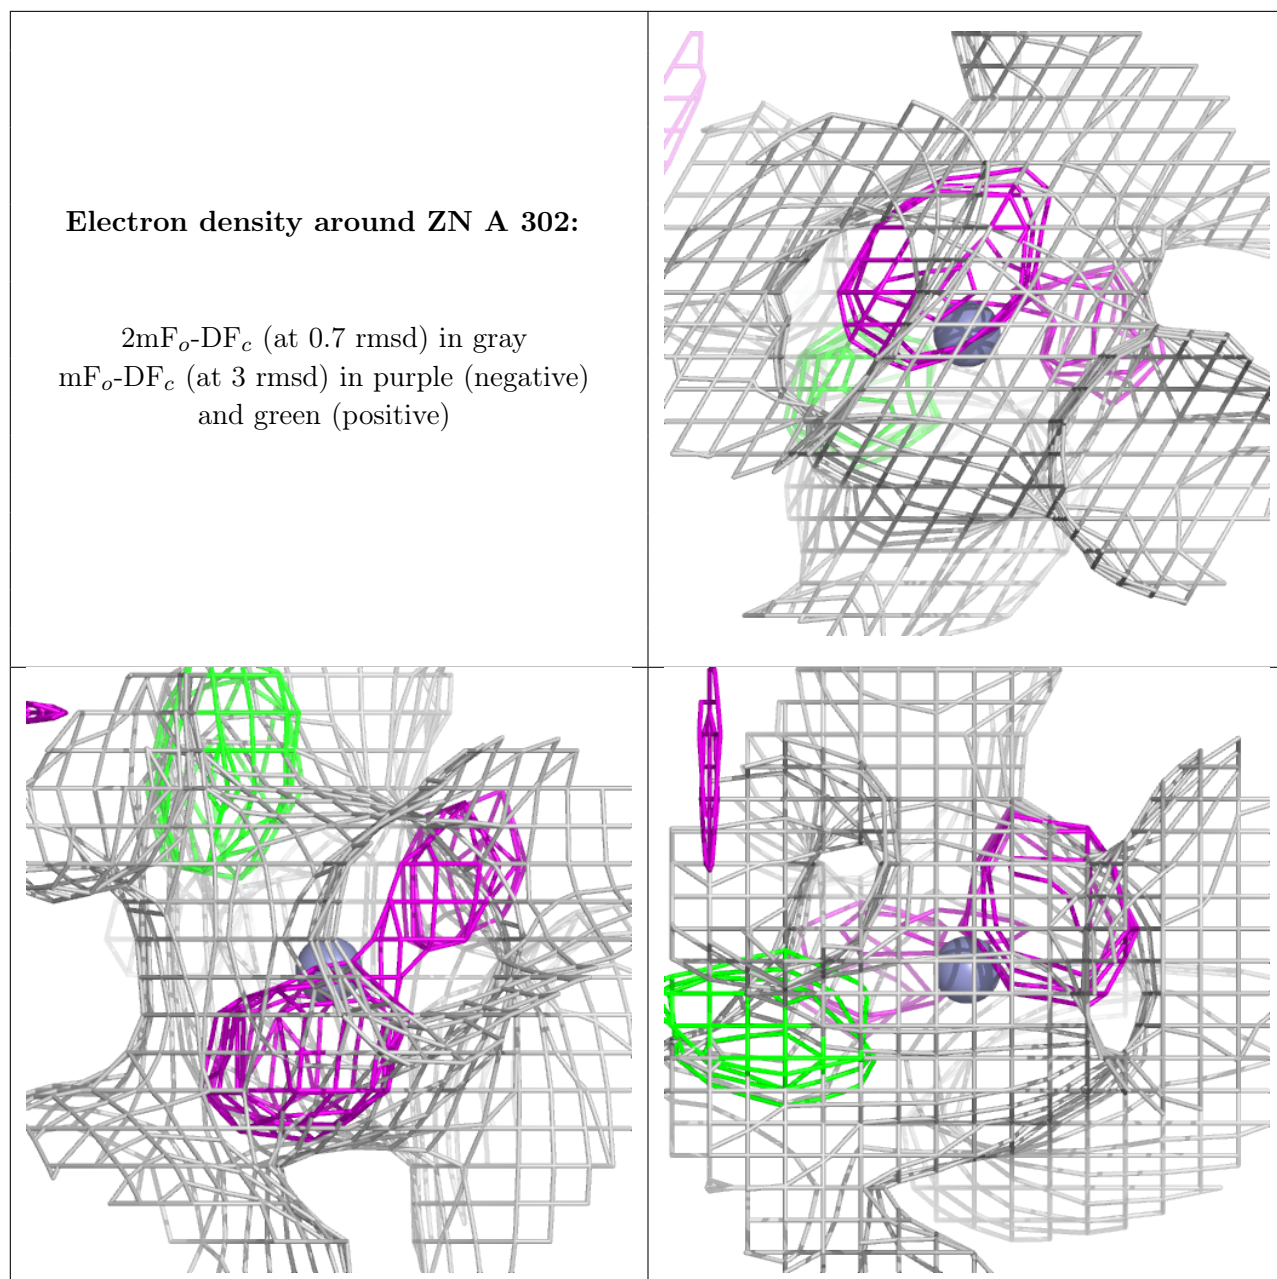 Electron density around ZN A 302:
2mFo-DFc (at 0.7 rmsd) in gray
mFo-DFc (at 3 rmsd) in purple (negative)
and green (positive)